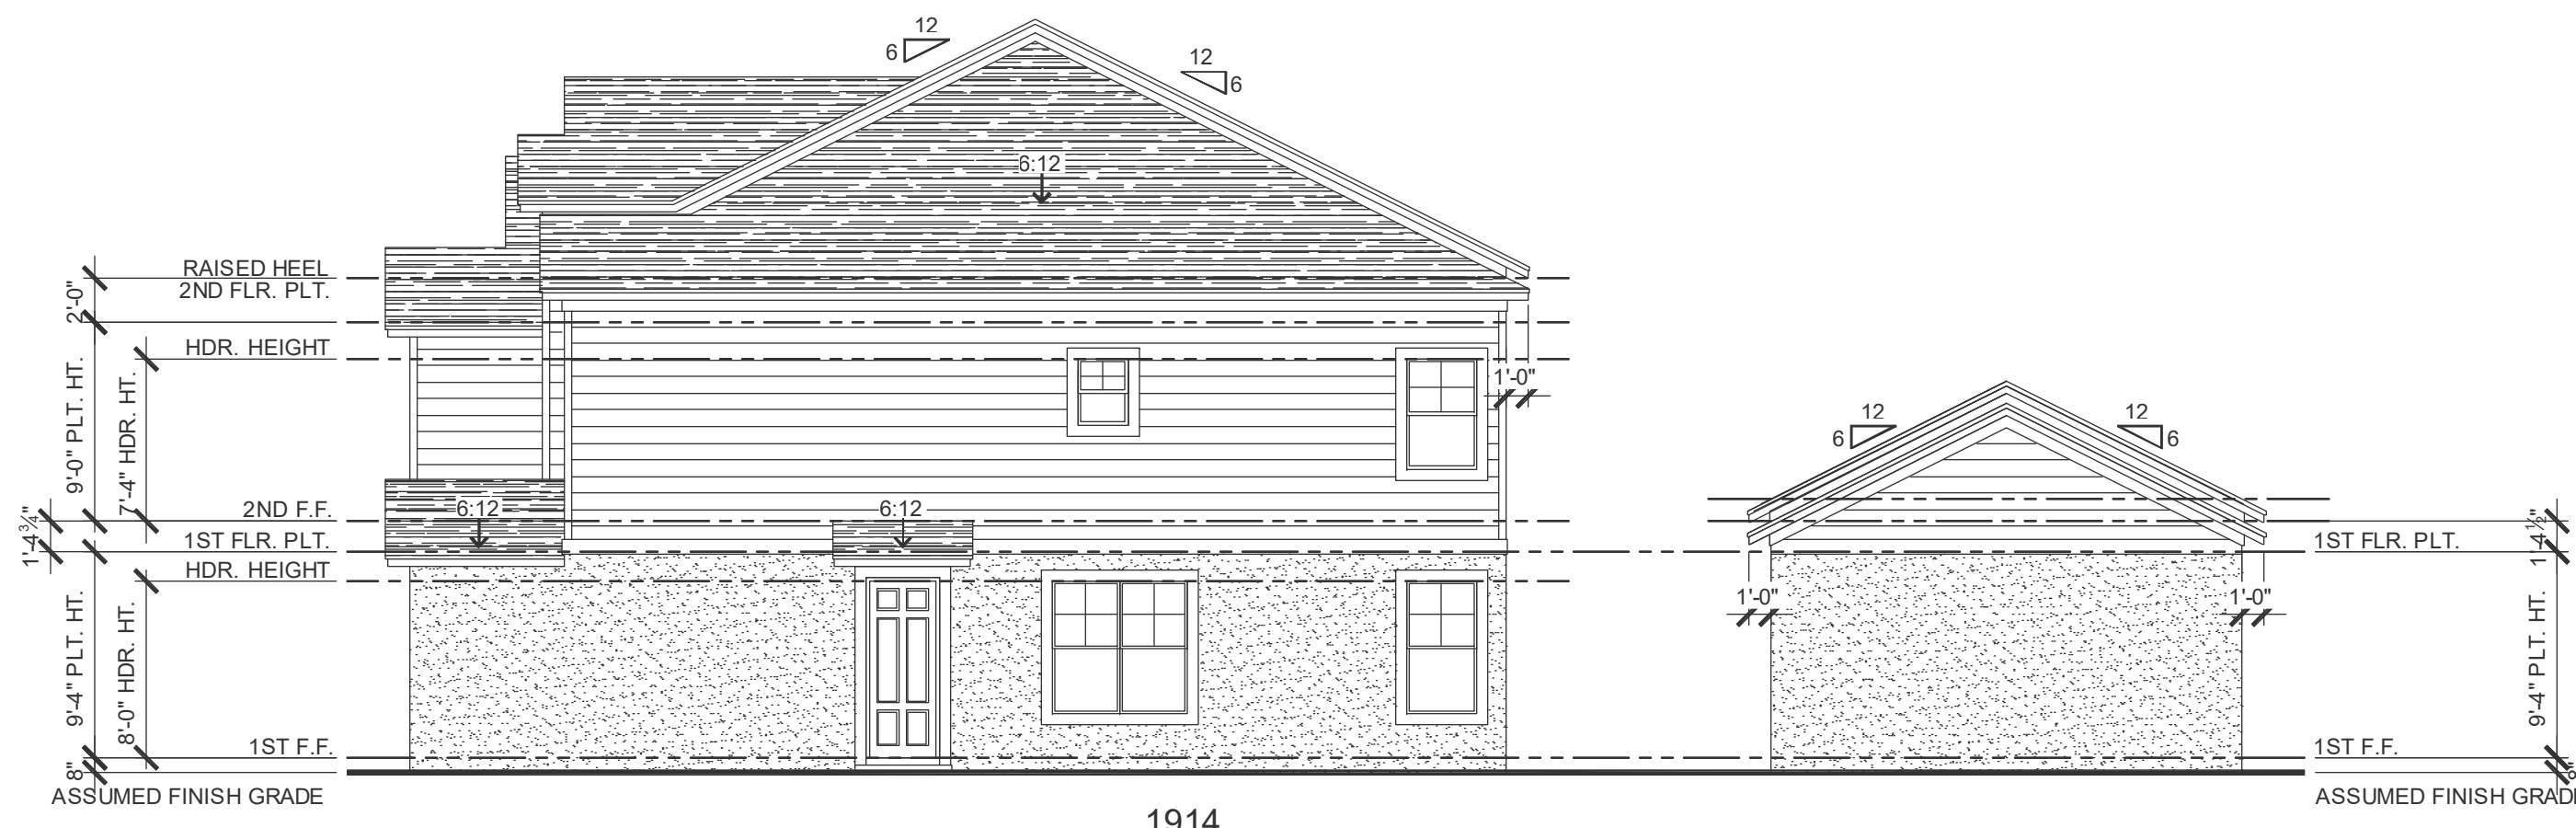 12
6
12
6
6:12
RAISED HEEL
2ND FLR. PLT.
2'-0"
HDR. HEIGHT
9'-0" PLT. HT.
7'-4" HDR. HT.
1'-0"
12
6
12
6
2ND F.F.
6:12
6:12
1'-4¾"
1ST FLR. PLT.
HDR. HEIGHT
1'-4½"
1ST FLR. PLT.
1'-0"
1'-0"
9'-4" PLT. HT.
8'-0" HDR. HT.
9'-4" PLT. HT.
1ST F.F.
1ST F.F.
8"
8"
ASSUMED FINISH GRADE
ASSUMED FINISH GRAD
1914